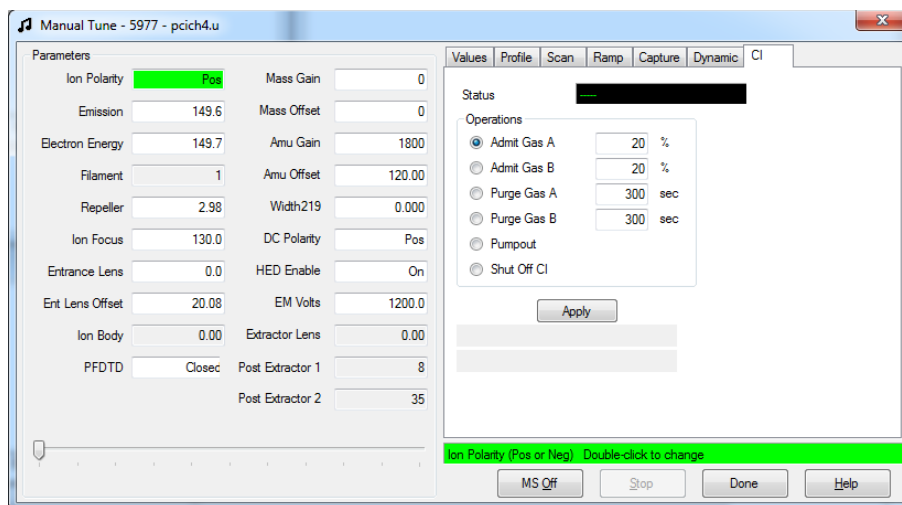 Manual Tune - 5977 - pcich4.u
Parameters
Ion Polarity Pos Mass Gain 0
Emission 149.6 Mass Offset 0
Electron Energy 149.7 Amu Gain 1800
Filament 1 Amu Offset 120.00
Repeller 2.98 Width219 0.000
Ion Focus 130.0 DC Polarity Pos
Entrance Lens 0.0 HED Enable On
Ent Lens Offset 20.08 EM Volts 1200.0
Ion Body 0.00 Extractor Lens 0.00
PFDTD Closed Post Extractor 1 8
Post Extractor 2 35
Values Profile Scan Ramp Capture Dynamic CI
Status -----
Operations
Admit Gas A 20 %
Admit Gas B 20 %
Purge Gas A 300 sec
Purge Gas B 300 sec
Pumpout
Shut Off CI
Apply
Ion Polarity (Pos or Neg) Double-click to change
MS Off Stop Done Help